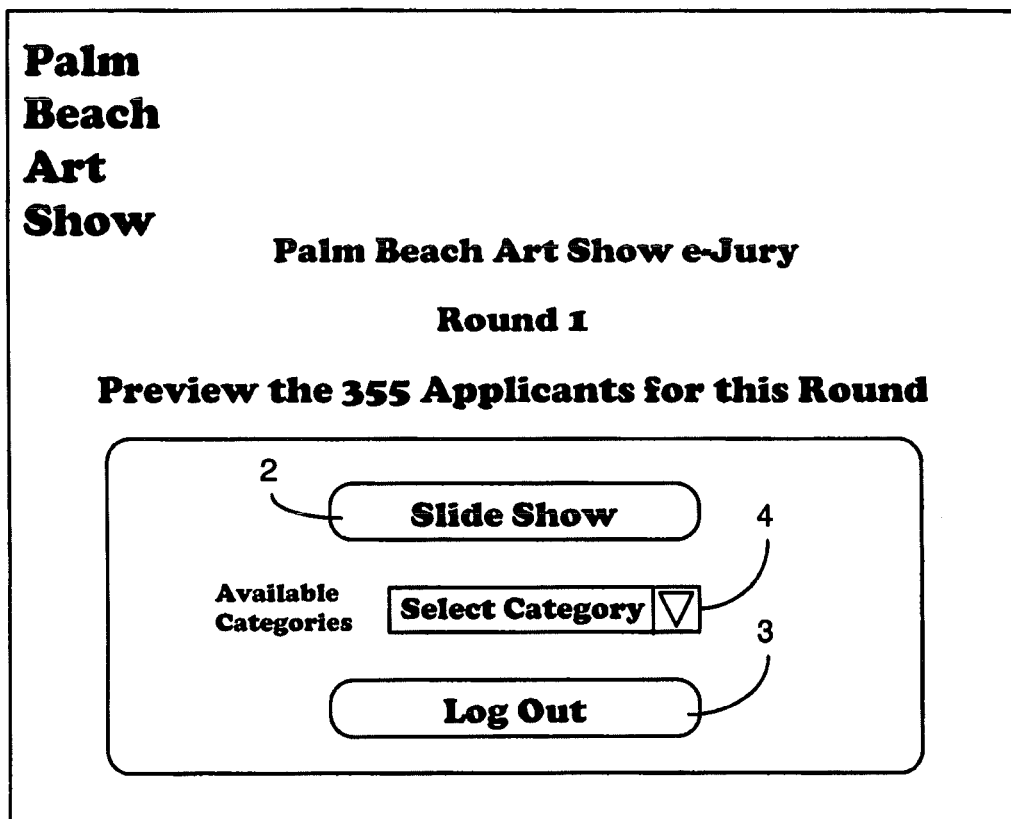 Palm
Beach
Art
Show
Palm Beach Art Show e-Jury
Round 1
Preview the 355 Applicants for this Round
2
Slide Show
4
Available
Categories
Select Category
3
Log Out